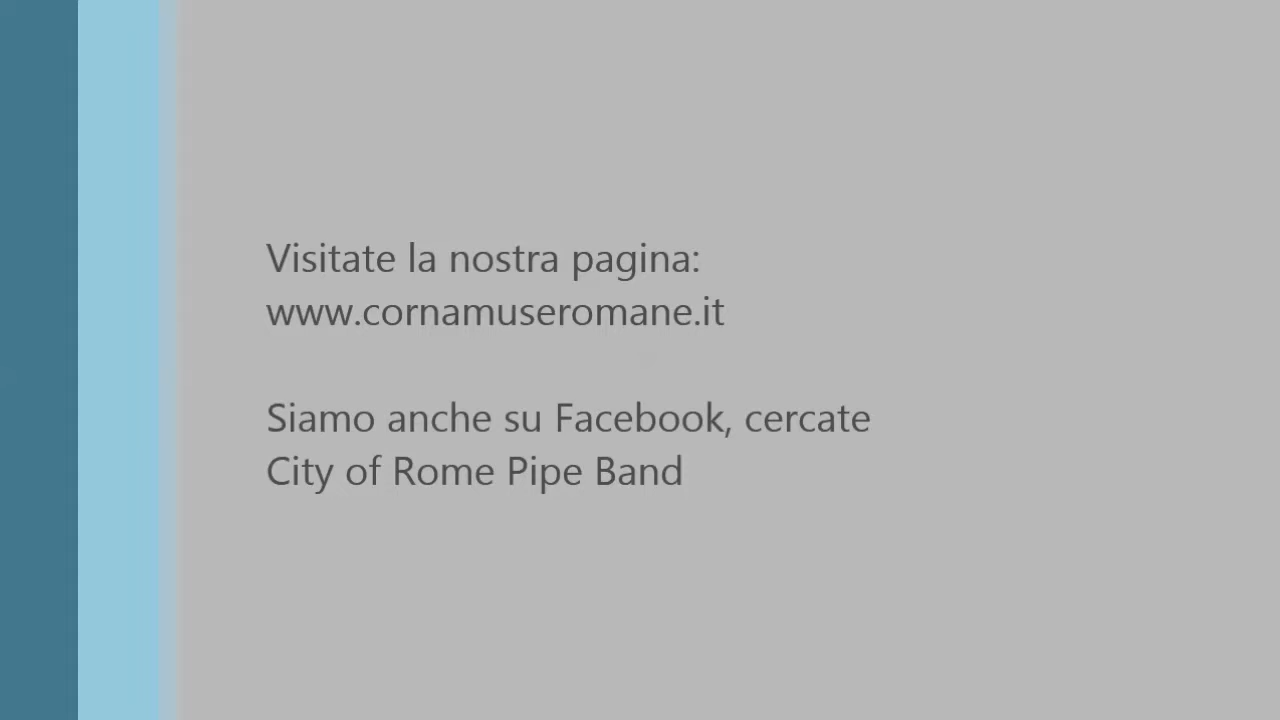 Visitate la nostra pagina:
www.cornamuseromane.it
Siamo anche su Facebook, cercate
City of Rome Pipe Band